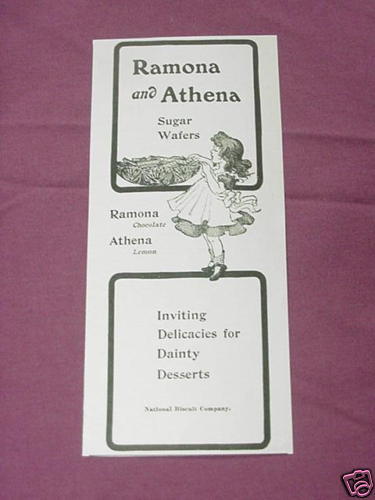 Ramona
and Athena
Sugar
Wafers
Ramona
Chocolate
Athena
Lemon
Inviting
Delicacies for
Dainty
Desserts
National Biscuit Company.